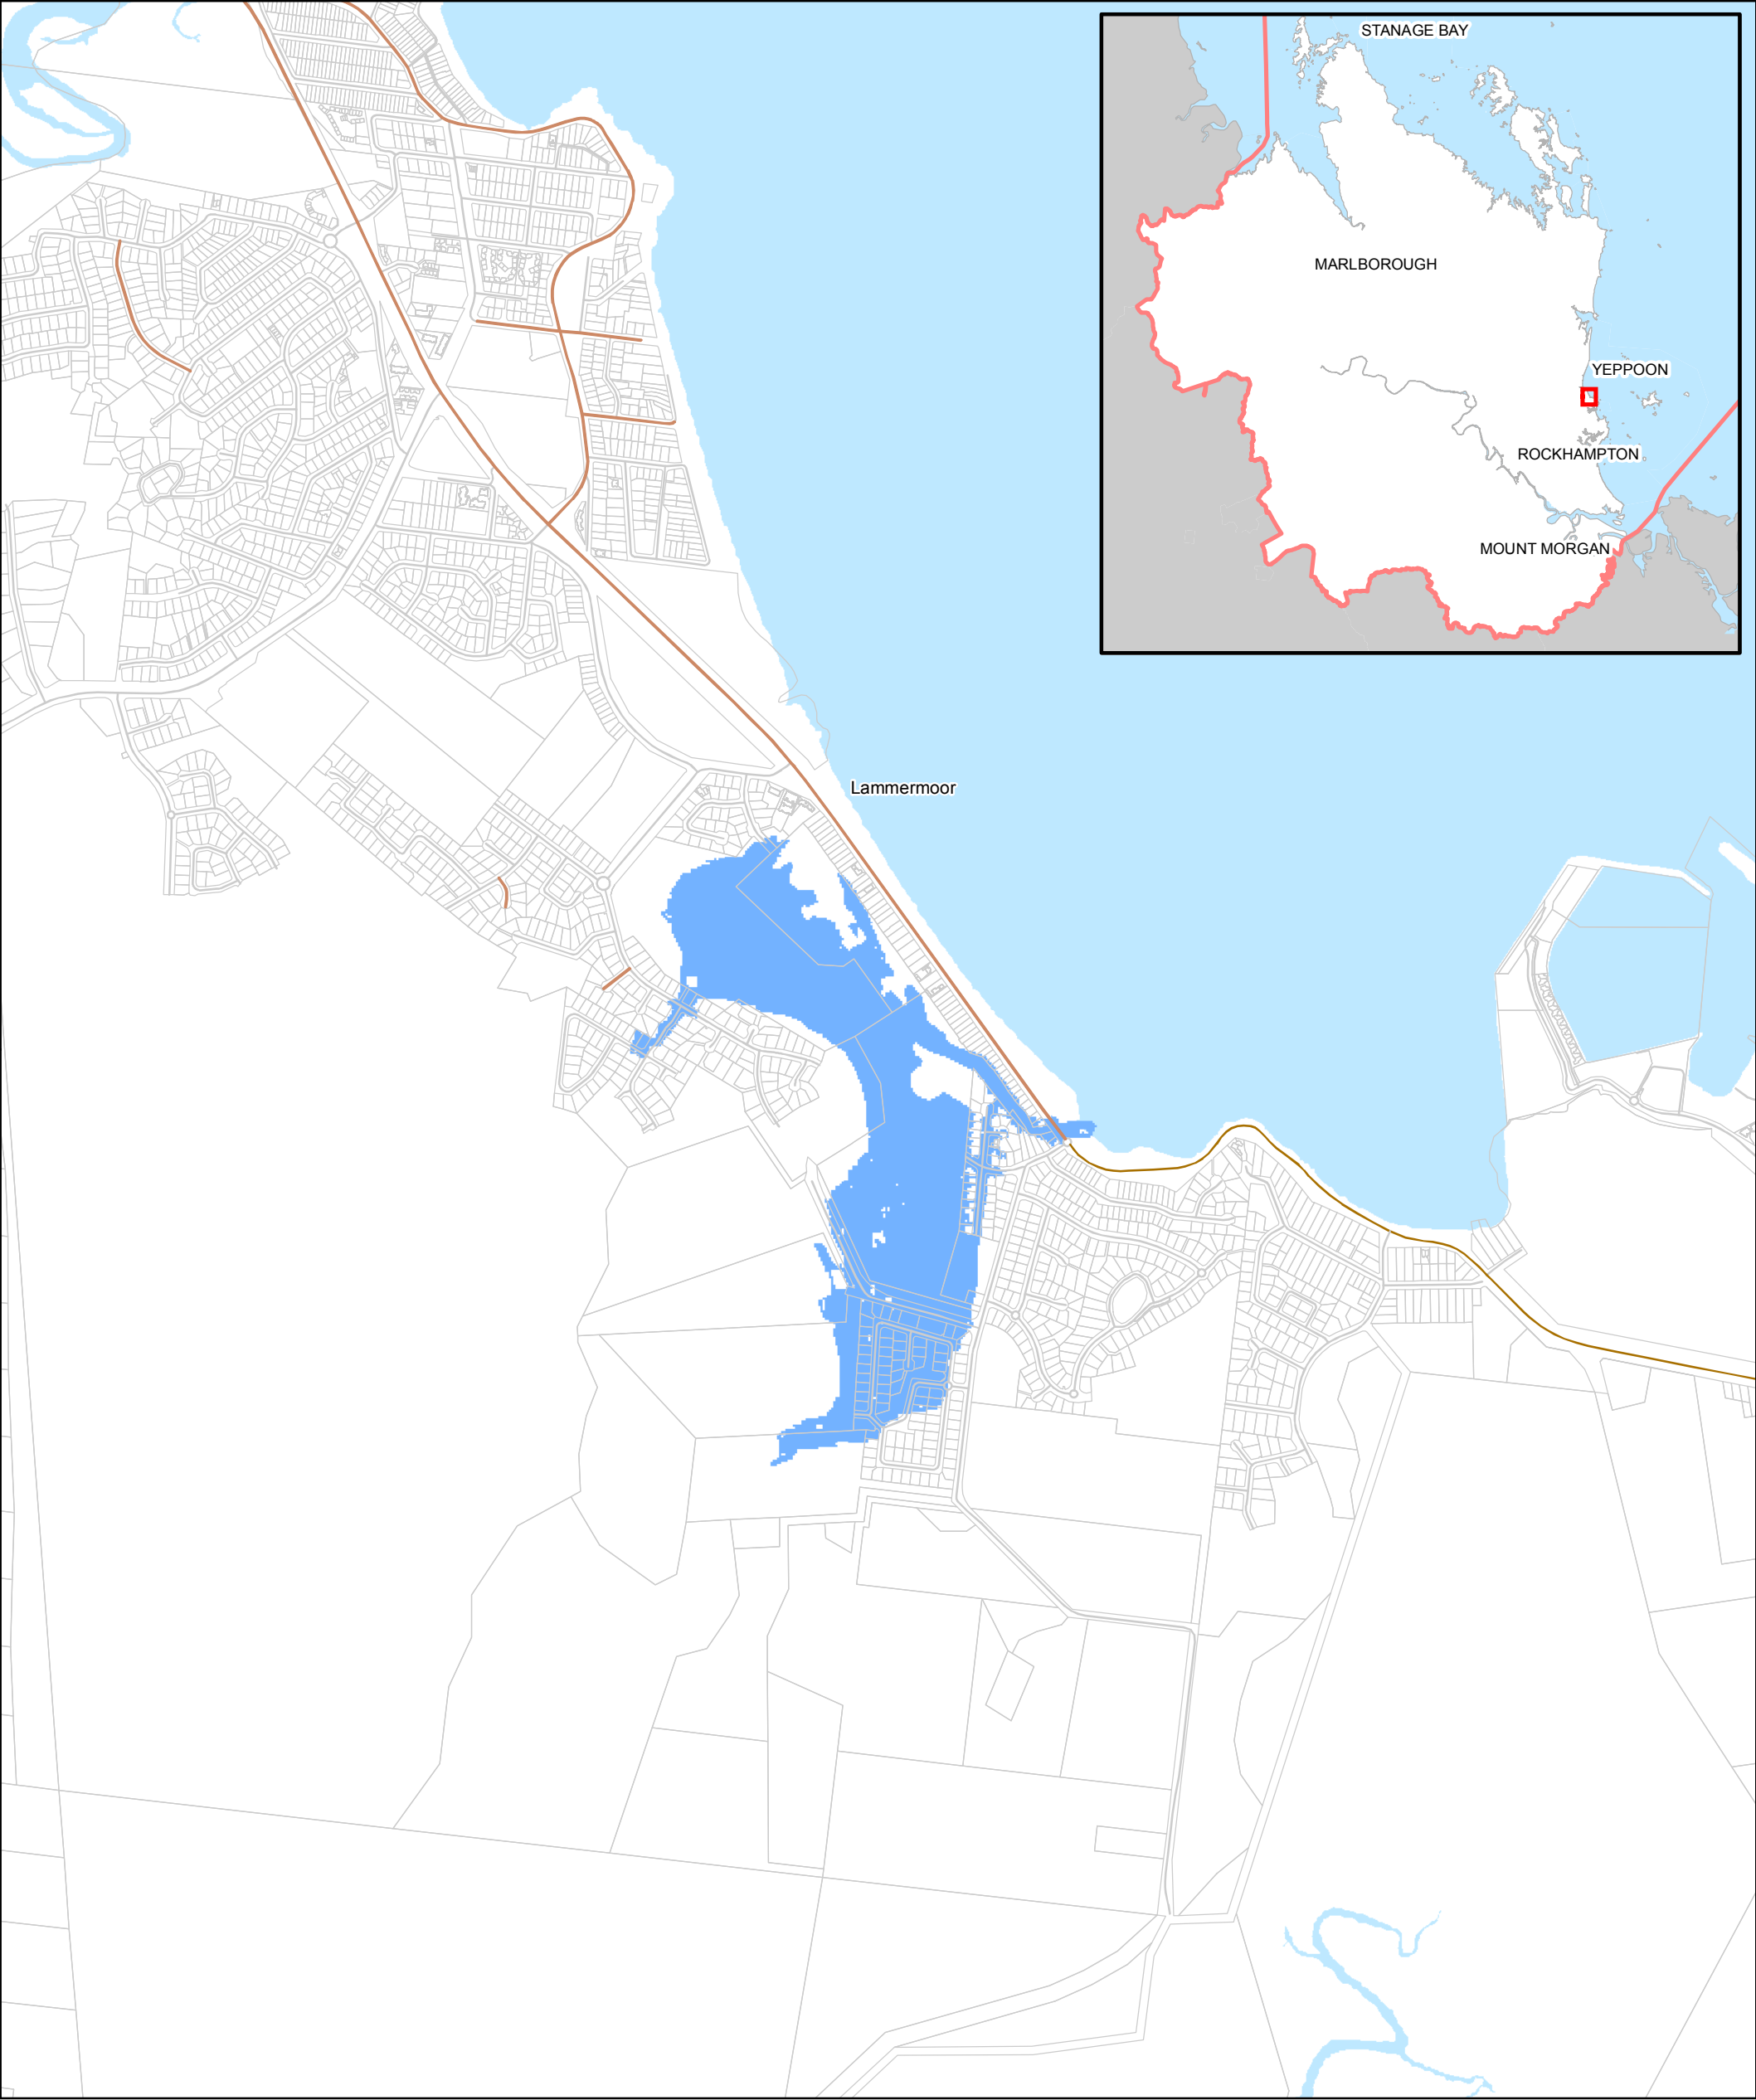 STANAGE BAY
MARLBOROUGH
YEPPOON
ROCKHAMPTON
MOUNT MORGAN
Lammermoor